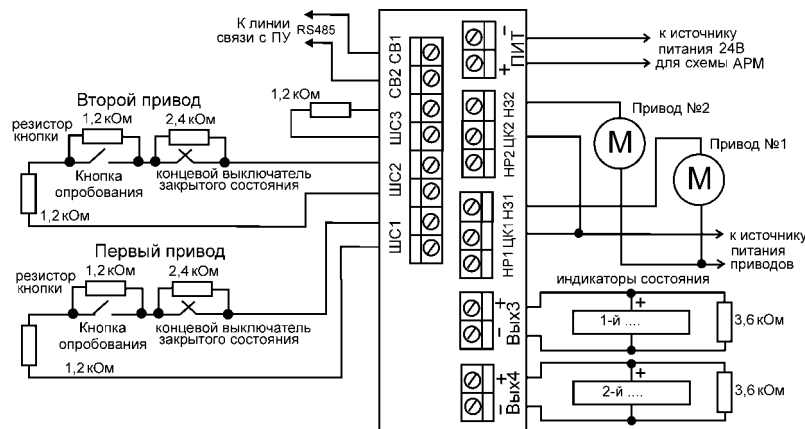 К линии
связи с ПУ
RS485
СВ1
СВ2
1,2 кОм
ШС3
Второй привод
1,2 кОм
2,4 кОм
резистор
кнопки
Кнопка
опробования
концевой выключатель
закрытого состояния
1,2 кОм
ШС2
ШС1
Первый привод
резистор
кнопки
1,2 кОм
2,4 кОм
Кнопка
опробования
концевой выключатель
закрытого состояния
1,2 кОм
− ПИТ +
к источнику
питания 24В
для схемы АРМ
НР2 ЦК2 НЗ2
Привод №2
М
Привод №1
М
НР1 ЦК1 НЗ1
к источнику
питания
приводов
индикаторы состояния
+
− Вых3
+
1-й ....
3,6 кОм
+
− Вых4
+
2-й ....
3,6 кОм